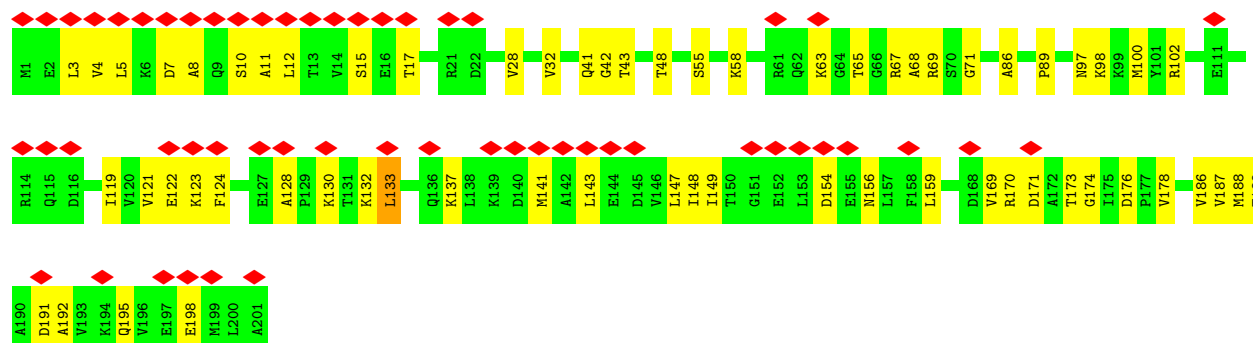 M1 E2 L3 V4 L5 K6 D7 A8 Q9 S10 A11 L12 T13 V14 S15 E16 T17 R21 D22 V28 V32 Q41 G42 T43 T48 S55 K58 R61 Q62 K63 G64 T65 G66 R67 A68 R69 S70 G71 A86 P89 N97 K98 K99 M100 Y101 R102 E111
R114 Q115 D116 I119 V120 V121 E122 K123 F124 E127 A128 P129 K130 T131 K132 L133 Q136 K137 L138 K139 D140 M141 A142 L143 E144 D145 V146 L147 I148 I149 T150 G151 E152 L153 D154 E155 N156 L157 F158 L159 D168 V169 R170 D171 A172 T173 G174 I175 D176 P177 V178 V186 V187 M188
A190 D191 A192 V193 K194 Q195 V196 E197 E198 M199 L200 A201